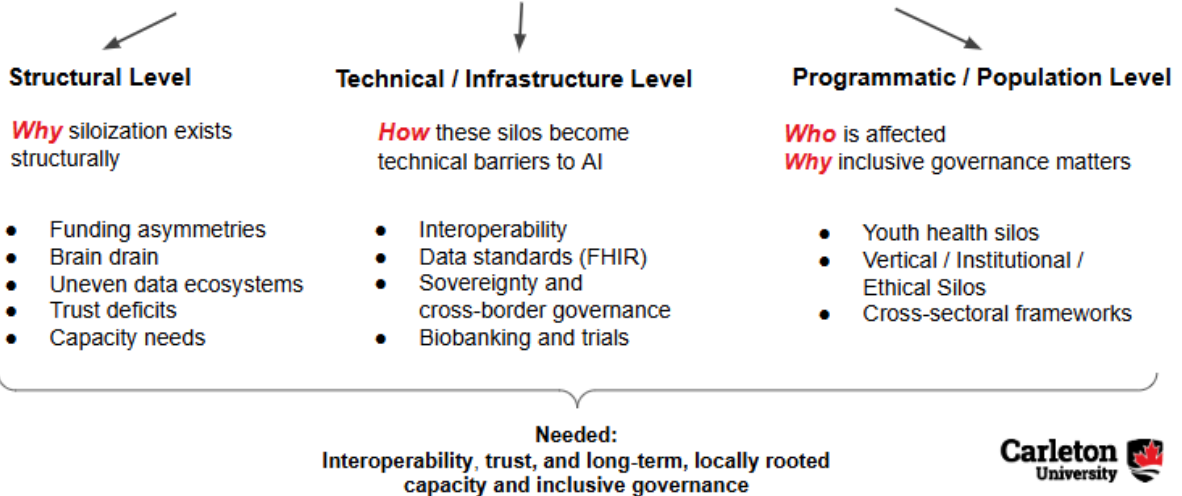 Structural Level
Why siloization exists
structurally
● Funding asymmetries
● Brain drain
● Uneven data ecosystems
● Trust deficits
● Capacity needs
Technical / Infrastructure Level
How these silos become
technical barriers to AI
● Interoperability
● Data standards (FHIR)
● Sovereignty and
cross-border governance
● Biobanking and trials
Programmatic / Population Level
Who is affected
Why inclusive governance matters
● Youth health silos
● Vertical / Institutional /
Ethical Silos
● Cross-sectoral frameworks
Needed:
Interoperability, trust, and long-term, locally rooted
capacity and inclusive governance
Carleton
University